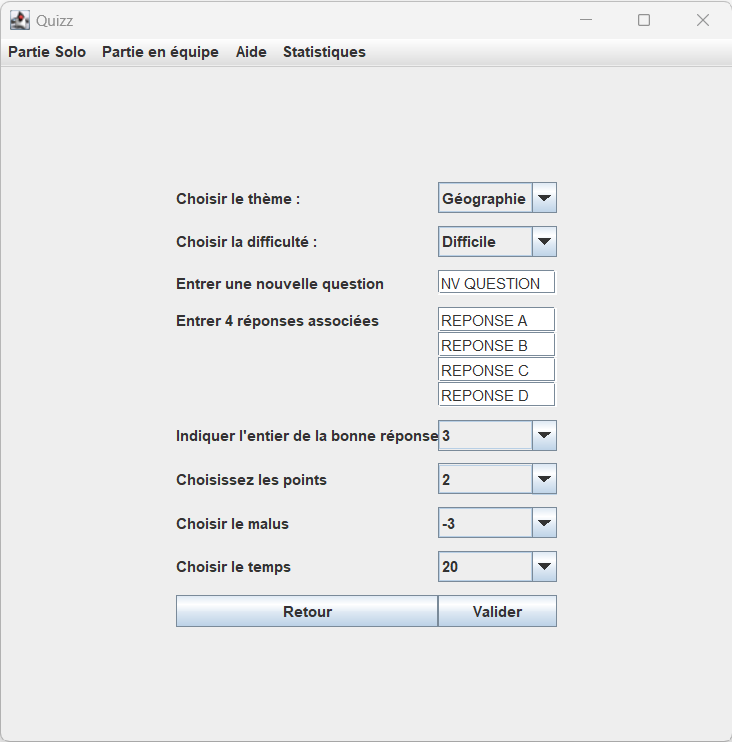 Quizz
Partie Solo Partie en équipe Aide Statistiques
Choisir le thème : Géographie
Choisir la difficulté : Difficile
Entrer une nouvelle question NV QUESTION
Entrer 4 réponses associées REPONSE A
REPONSE B
REPONSE C
REPONSE D
Indiquer l'entier de la bonne réponse 3
Choisissez les points 2
Choisir le malus -3
Choisir le temps 20
Retour Valider